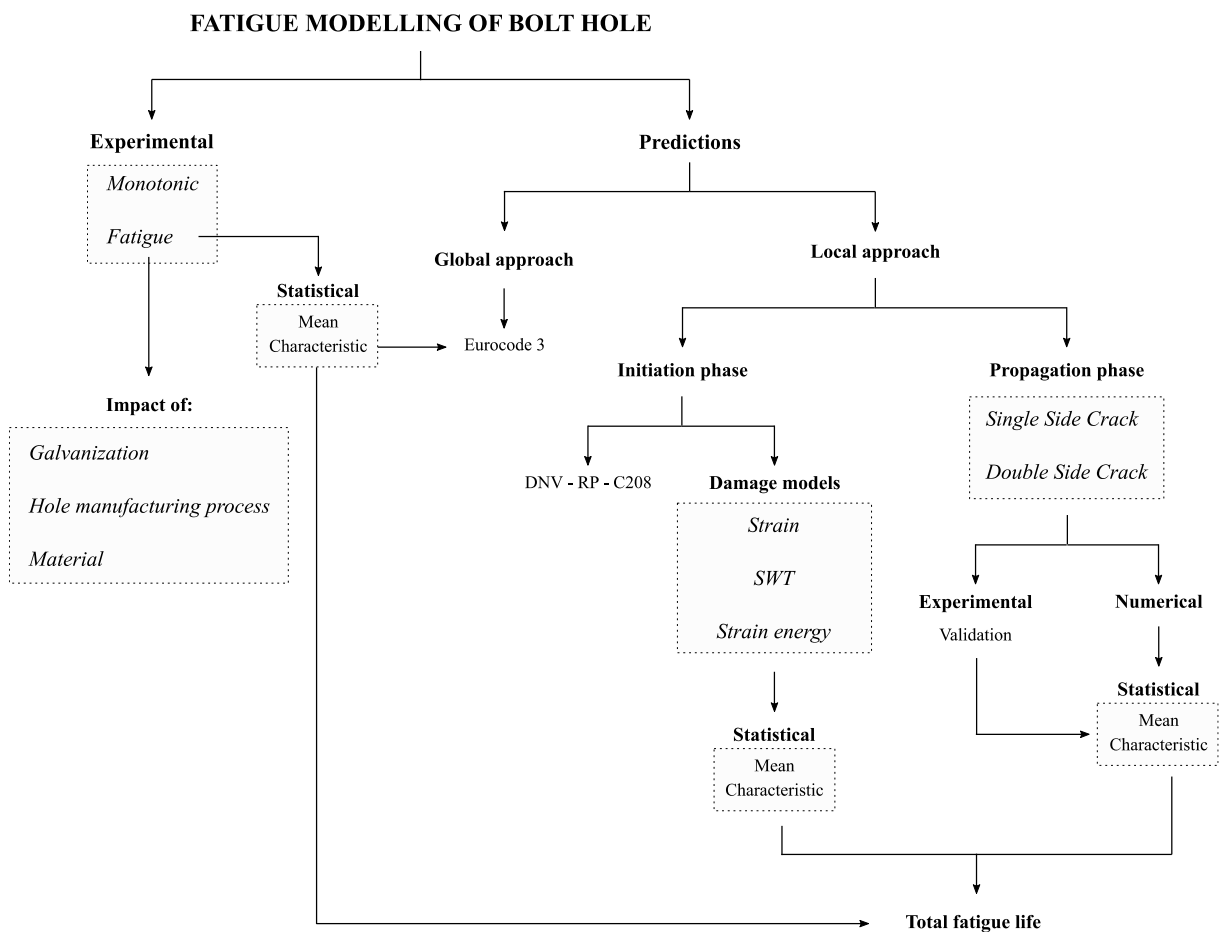 FATIGUE MODELLING OF BOLT HOLE
Experimental
Monotonic
Fatigue
Statistical
Mean
Characteristic
Impact of:
Galvanization
Hole manufacturing process
Material
Predictions
Global approach
Eurocode 3
Local approach
Initiation phase
DNV - RP - C208
Damage models
Strain
SWT
Strain energy
Statistical
Mean
Characteristic
Propagation phase
Single Side Crack
Double Side Crack
Experimental
Validation
Numerical
Statistical
Mean
Characteristic
Total fatigue life